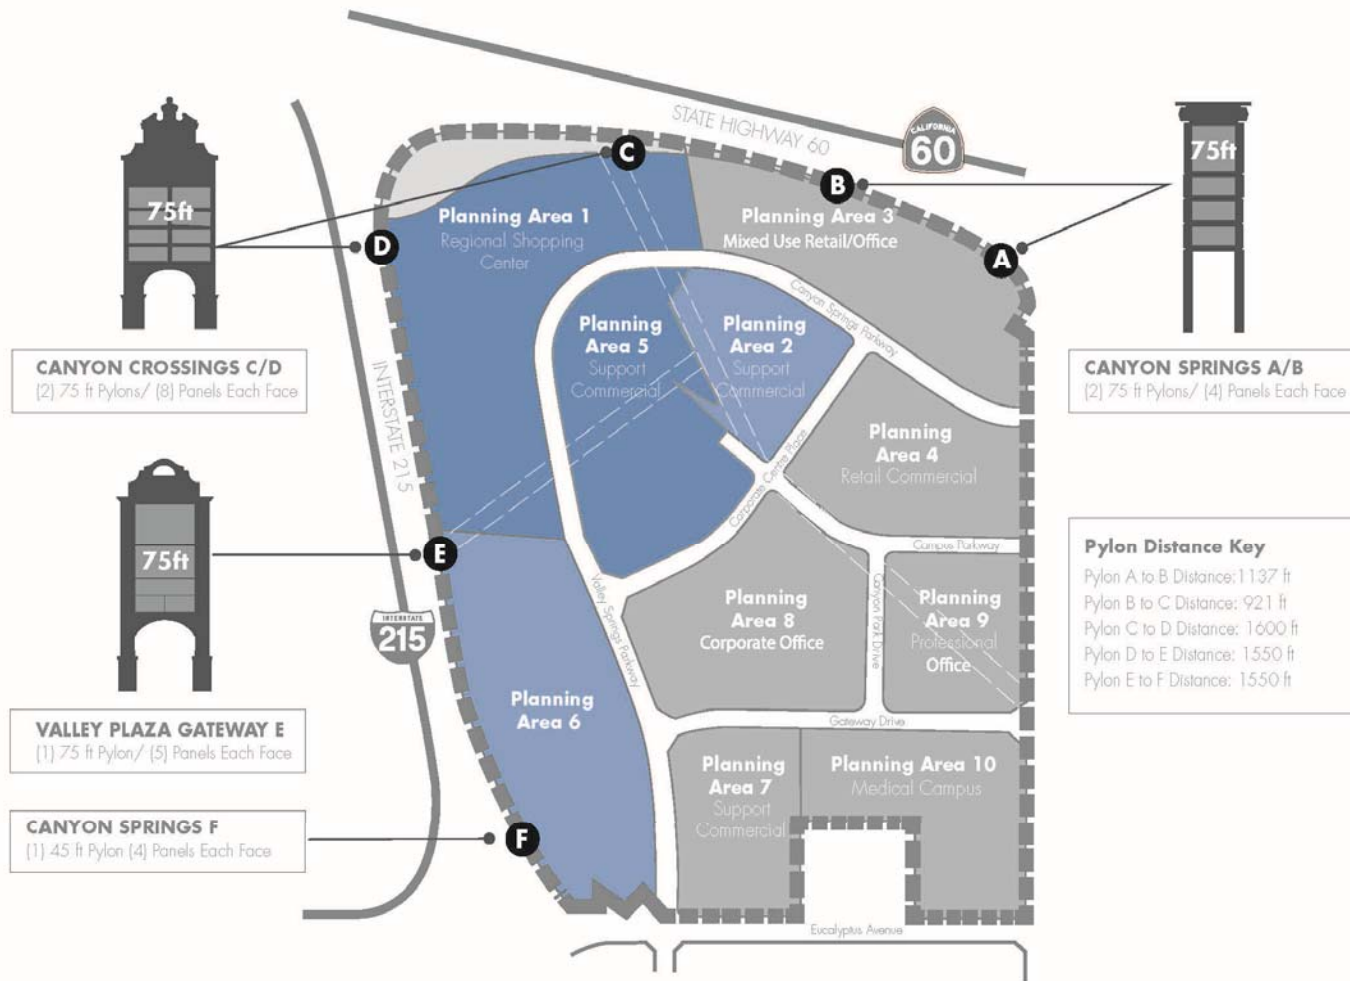 STATE HIGHWAY 60
CALIFORNIA
60
75ft
75ft
C
B
D
A
Planning Area 1
Regional Shopping
Center
Planning Area 3
Mixed Use Retail/Office
Canyon Springs Parkway
Planning
Area 5
Support
Commercial
Planning
Area 2
Support
Commercial
CANYON CROSSINGS C/D
(2) 75 ft Pylons/ (8) Panels Each Face
CANYON SPRINGS A/B
(2) 75 ft Pylons/ (4) Panels Each Face
INTERSTATE 215
Planning
Area 4
Retail Commercial
Corporate Centre Place
75ft
E
Campus Parkway
Pylon Distance Key
Pylon A to B Distance:1137 ft
Pylon B to C Distance: 921 ft
Pylon C to D Distance: 1600 ft
Pylon D to E Distance: 1550 ft
Pylon E to F Distance: 1550 ft
INTERSTATE
215
Valley Springs Parkway
Planning
Area 8
Corporate Office
Canyon Park Drive
Planning
Area 9
Professional
Office
Planning
Area 6
Gateway Drive
VALLEY PLAZA GATEWAY E
(1) 75 ft Pylon/ (5) Panels Each Face
Planning
Area 7
Support
Commercial
Planning Area 10
Medical Campus
CANYON SPRINGS F
(1) 45 ft Pylon (4) Panels Each Face
F
Eucalyptus Avenue